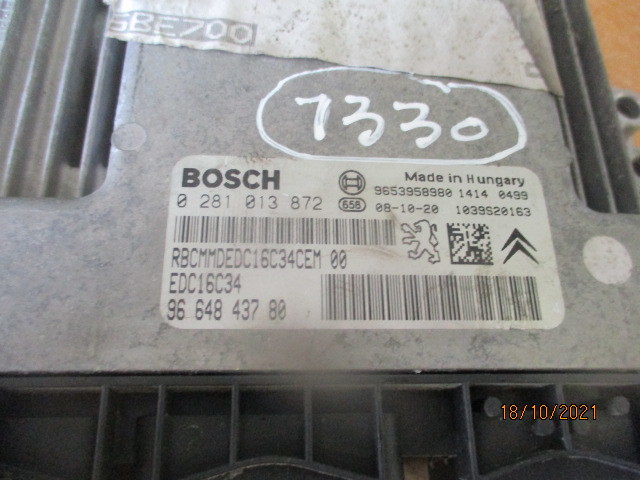 GBE700
7330
BOSCH
Made in Hungary
9653958980 1414 0499
0 281 013 872
656
08-10-20 1039S20163
RBCMMDEDC16C34CEM 00
EDC16C34
96 648 437 80
18/10/2021